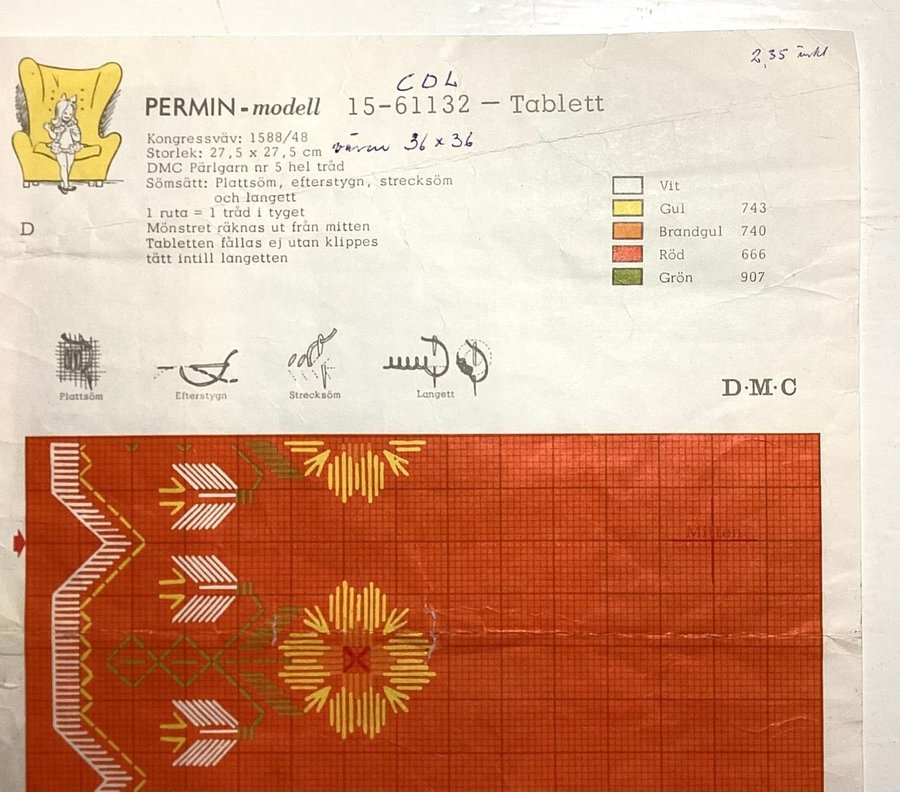 2,35 inkl
CDL
PERMIN-modell 15-61132 — Tablett
Kongressväv: 1588/48
Storlek: 27,5 x 27,5 cm väven 36 x 36
DMC Pärlgarn nr 5 hel tråd
Sömsätt: Plattsöm, efterstygn, strecksöm
och langett
1 ruta = 1 tråd i tyget
Mönstret räknas ut från mitten
Tabletten fållas ej utan klippes
tätt intill langetten
D
Vit
Gul 743
Brandgul 740
Röd 666
Grön 907
Plattsöm Efterstygn Strecksöm Langett
D·M·C
Mitten